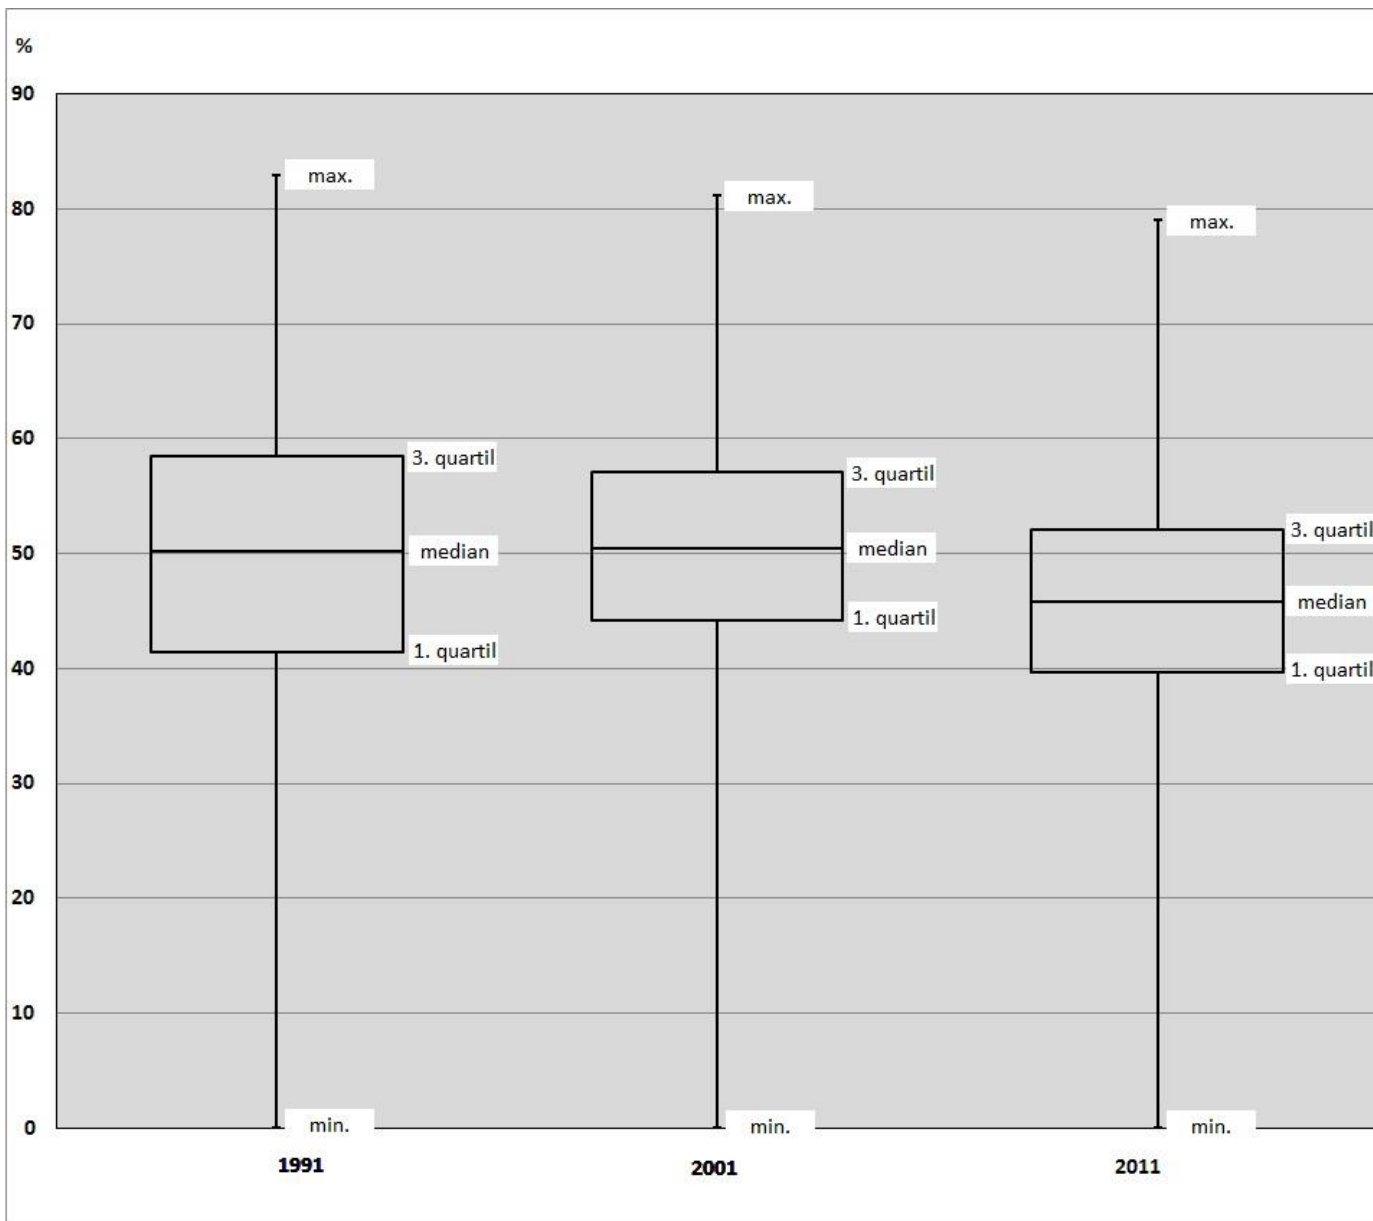 %
90
max.
80
max.
max.
70
60
3. quartil
3. quartil
3. quartil
50
median
median
median
1. quartil
1. quartil
1. quartil
40
30
20
10
0
min.
min.
min.
1991
2001
2011